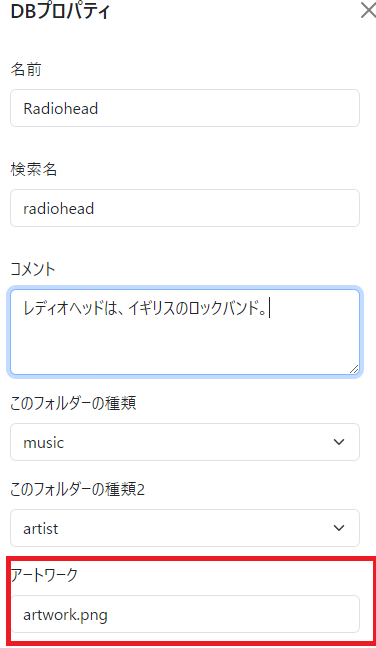 DBプロパティ
名前
Radiohead
検索名
radiohead
コメント
レディオヘッドは、イギリスのロックバンド。
このフォルダーの種類
music
このフォルダーの種類2
artist
アートワーク
artwork.png